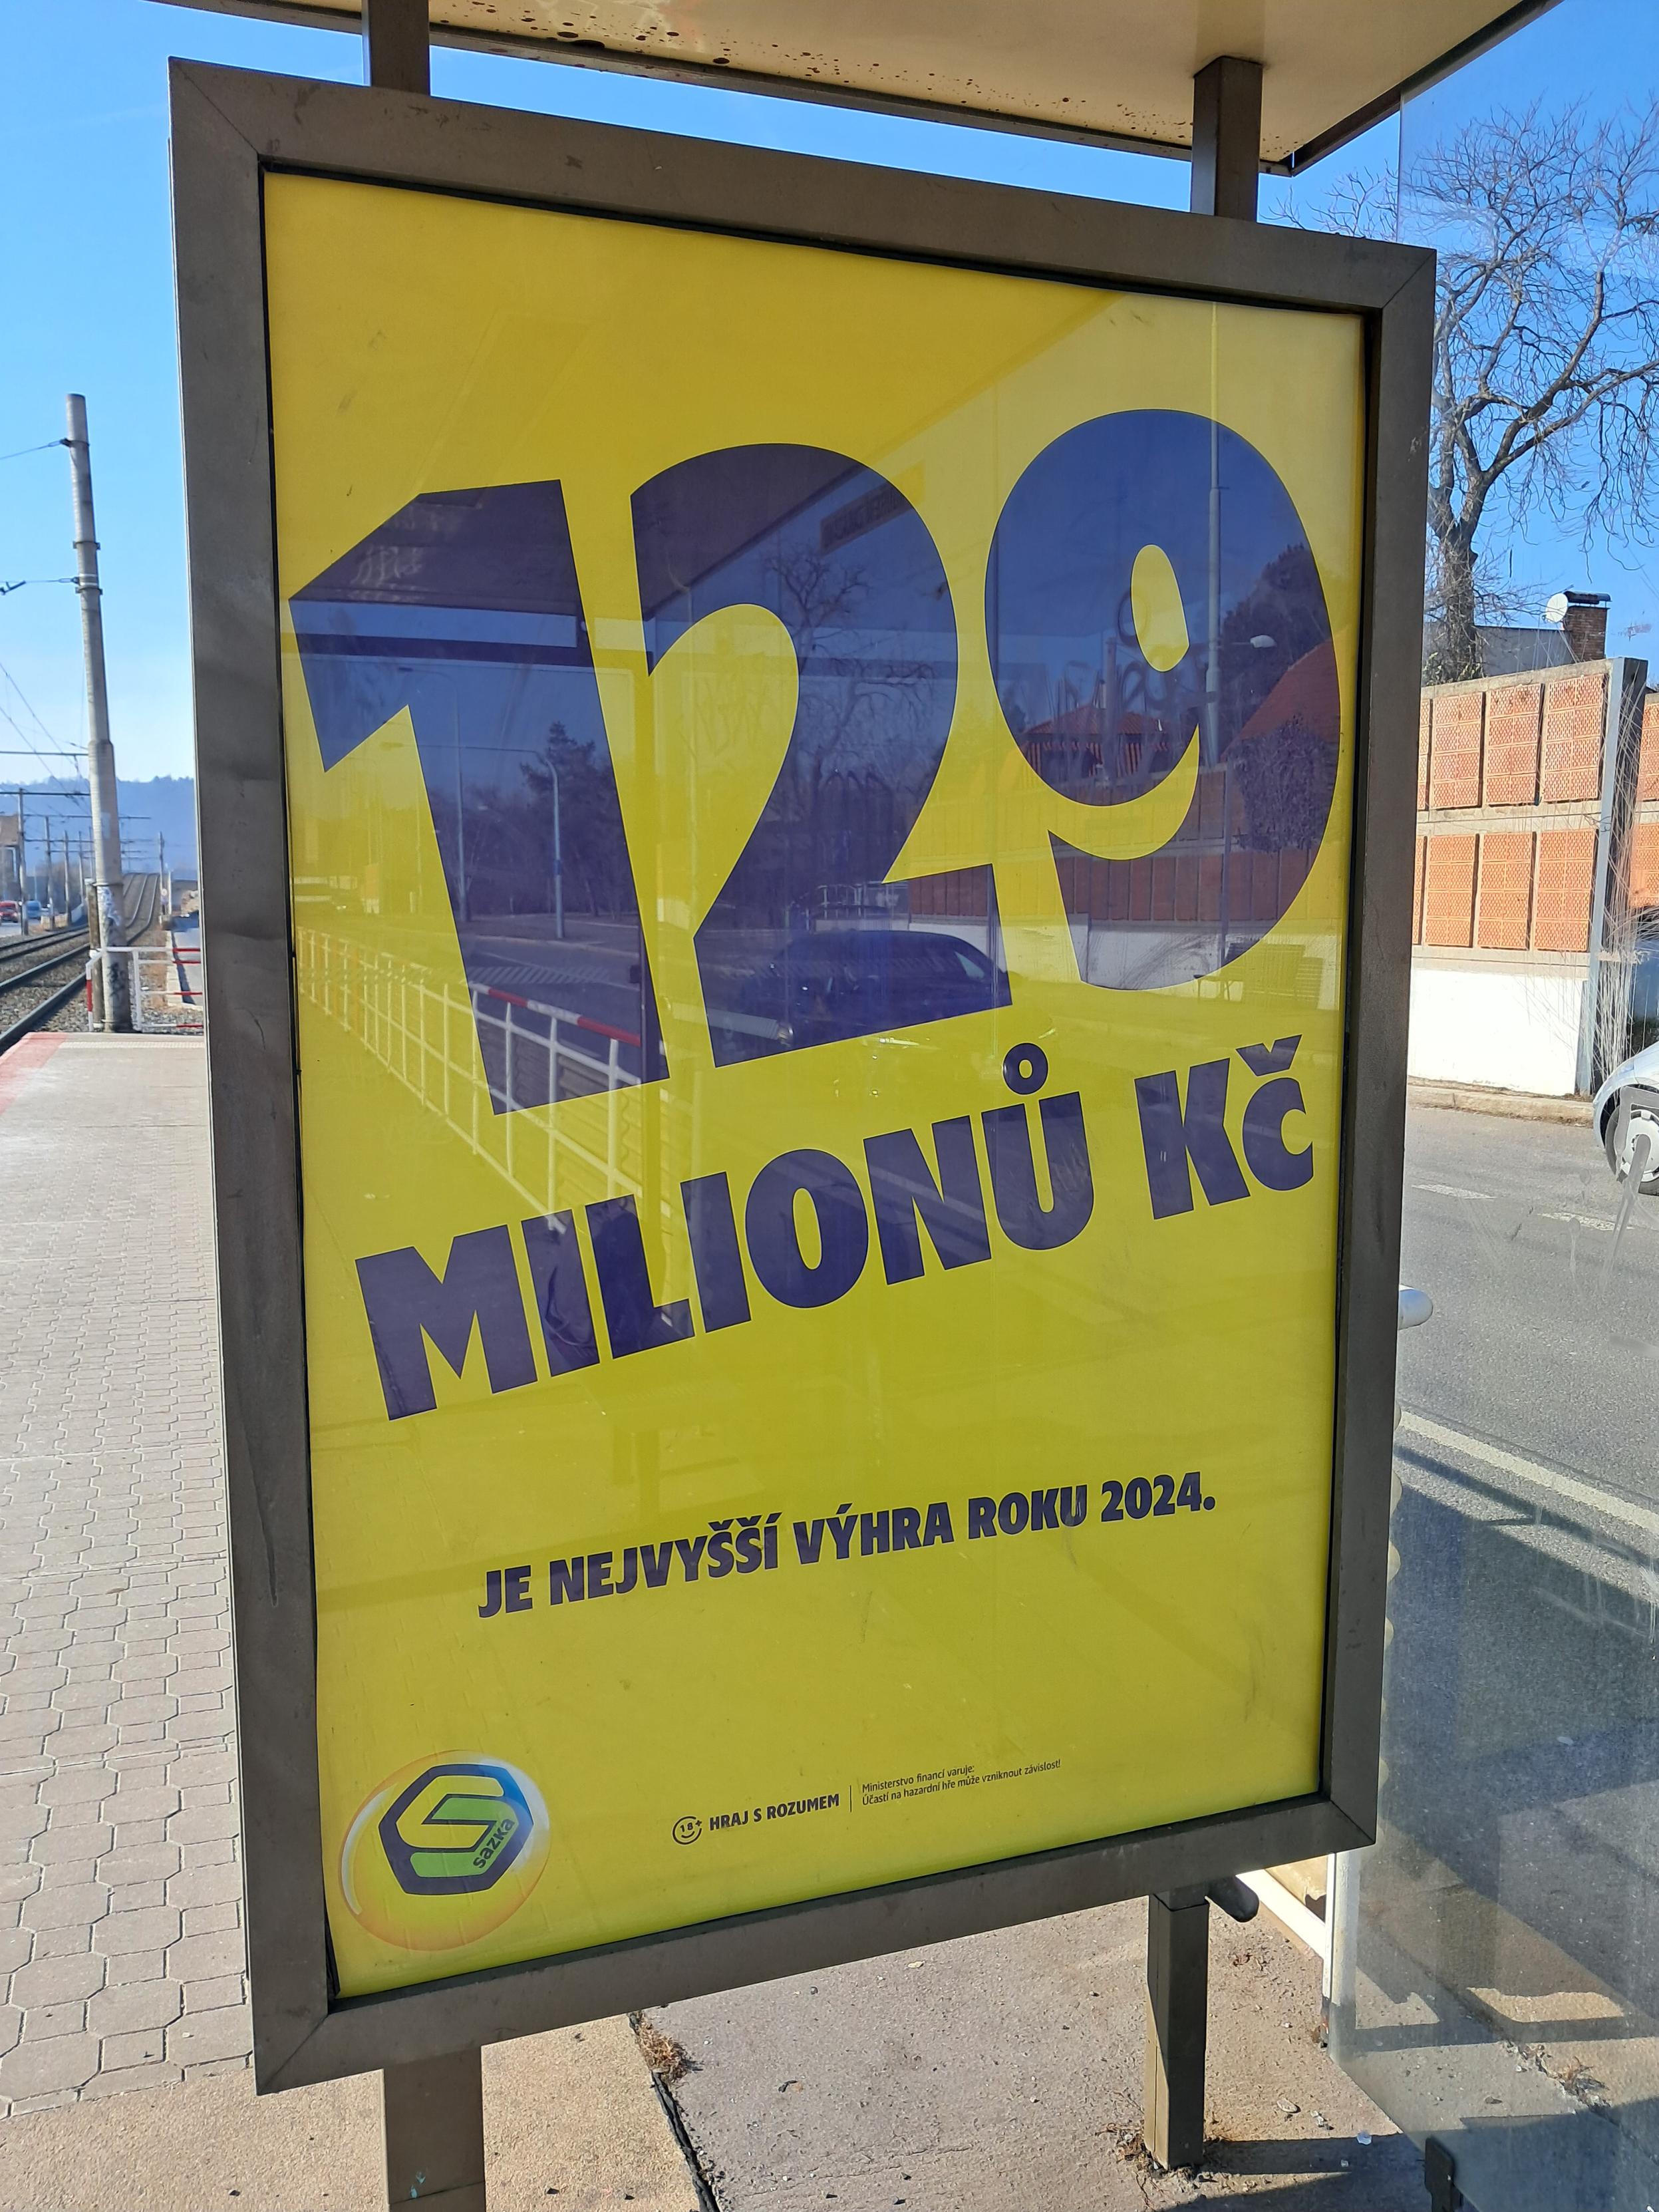 129
MILIONŮ KČ
JE NEJVYŠŠÍ VÝHRA ROKU 2024.
sazka
18+ HRAJ S ROZUMEM
Ministerstvo financí varuje:
Účastí na hazardní hře může vzniknout závislost!